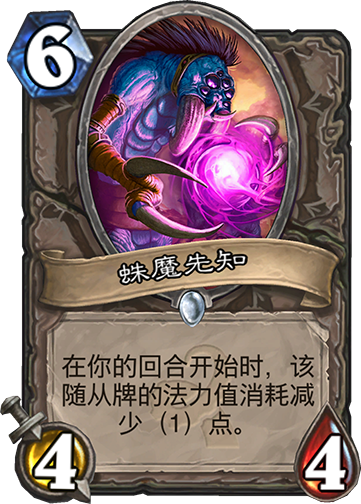 6
蛛魔先知
在你的回合开始时，该
随从牌的法力值消耗减
少（1）点。
4
4